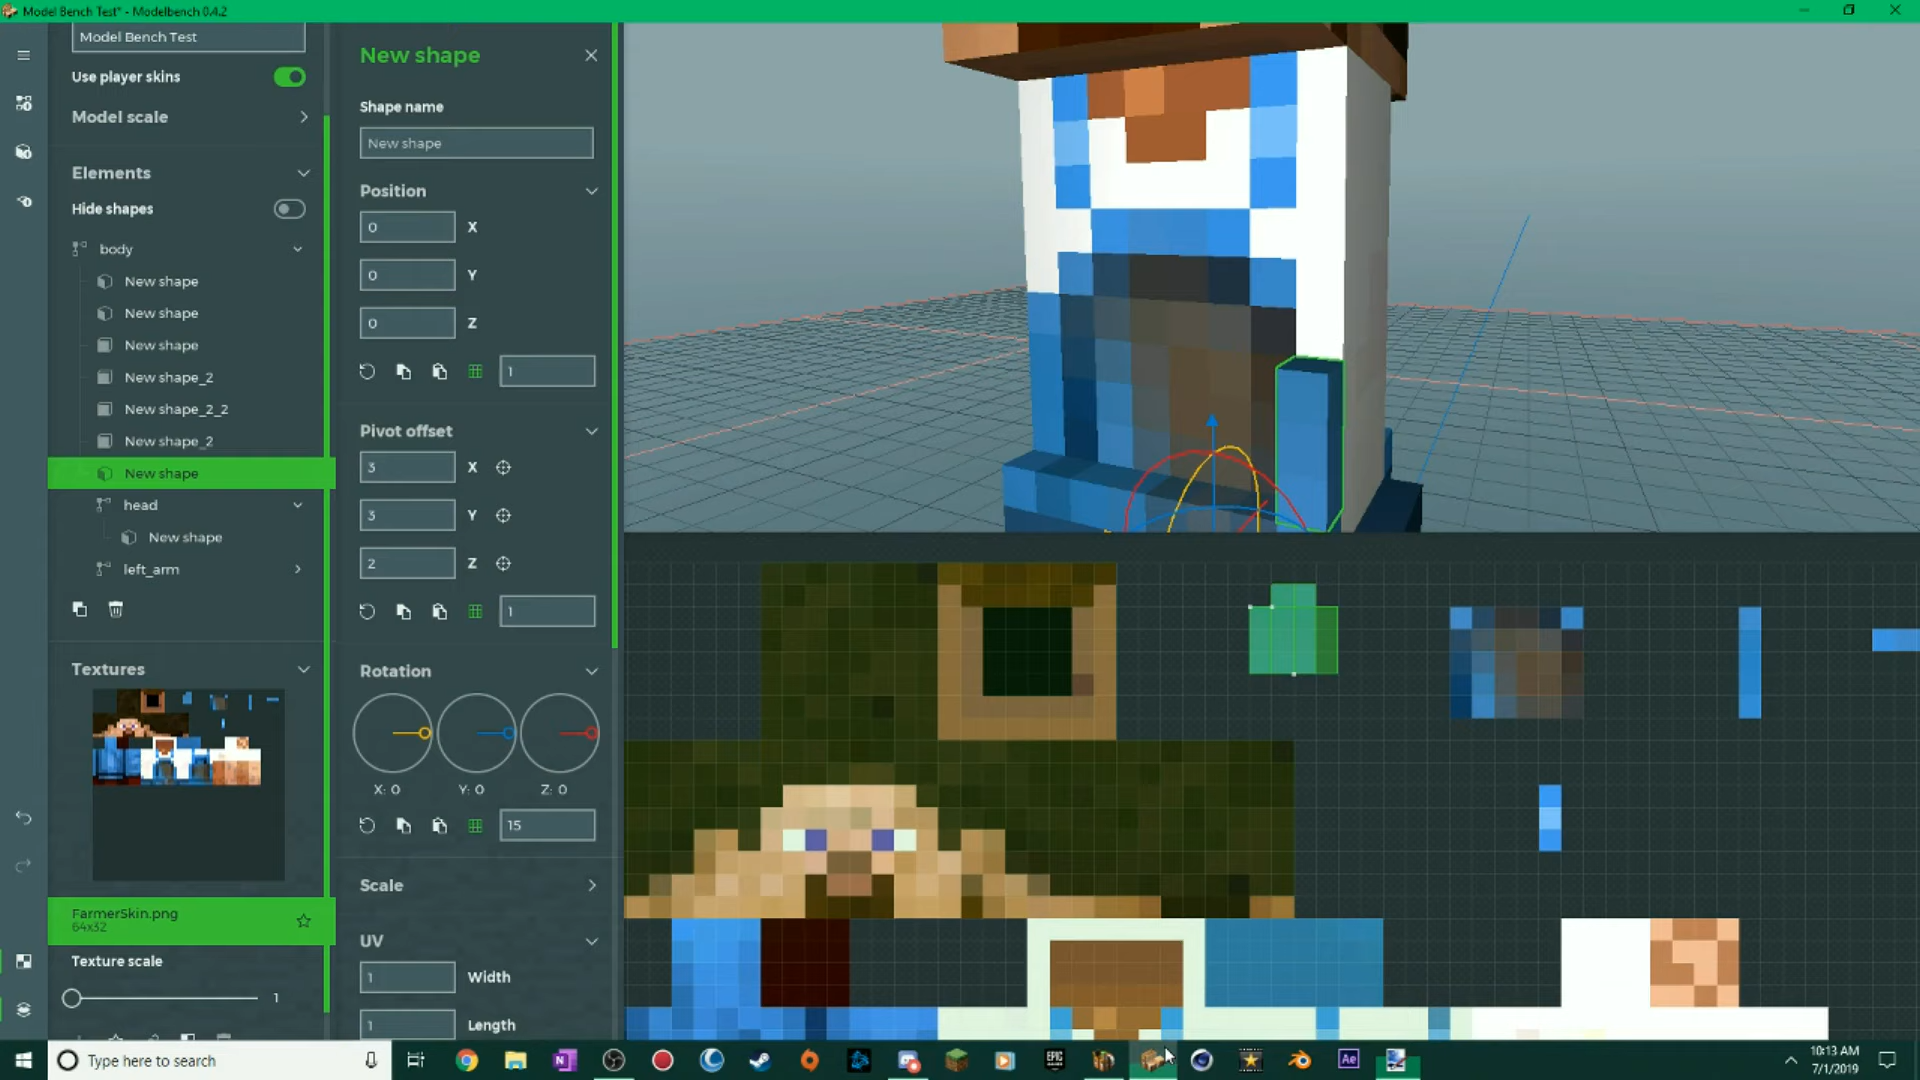 Model Bench Test* - Modelbench 0.4.2
Model Bench Test
Use player skins
Model scale
Elements
Hide shapes
body
New shape
New shape
New shape
New shape_2
New shape_2_2
New shape_2
New shape
head
New shape
left_arm
Textures
FarmerSkin.png
64x32
Texture scale
1
New shape
Shape name
New shape
Position
0 X
0 Y
0 Z
1
Pivot offset
3 X
3 Y
2 Z
1
Rotation
X: 0 Y: 0 Z: 0
15
Scale
UV
1 Width
1 Length
Type here to search
N
EPIC
GAMES
Ae
10:13 AM
7/1/2019